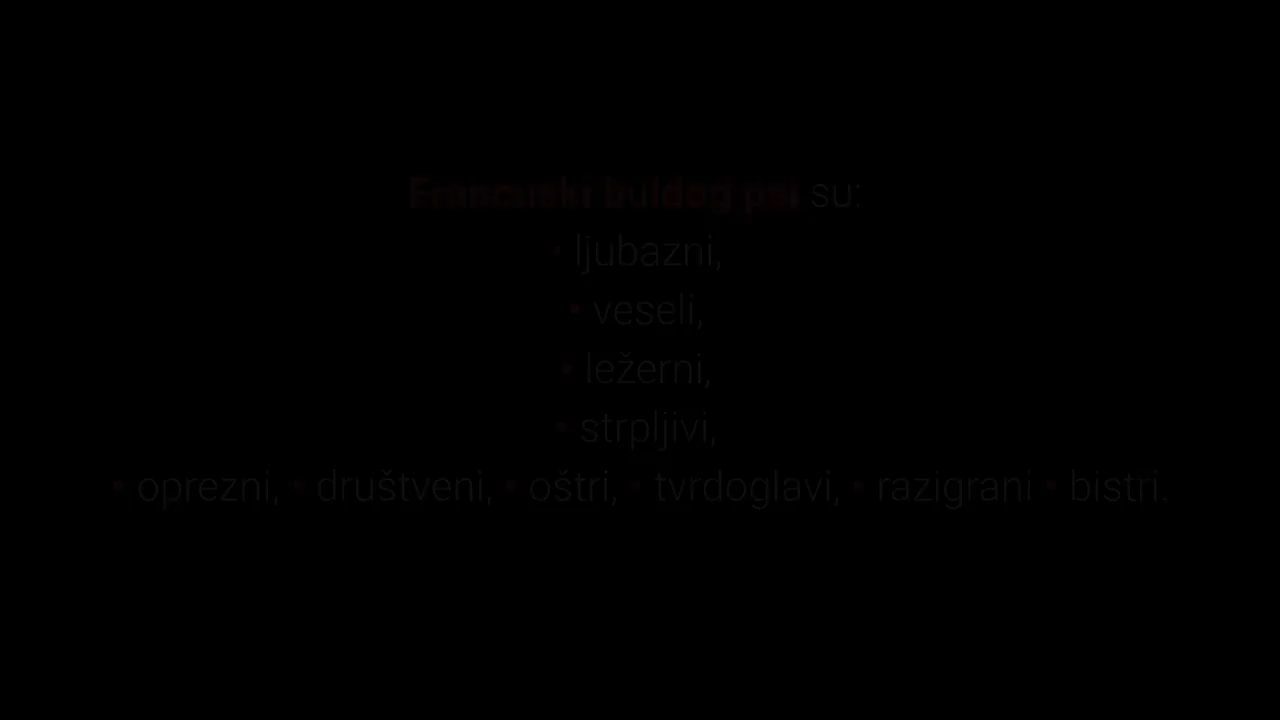 Francuski buldog psi su:
• ljubazni,
• veseli,
• ležerni,
• strpljivi,
• oprezni, • društveni, • oštri, • tvrdoglavi, • razigrani • bistri.